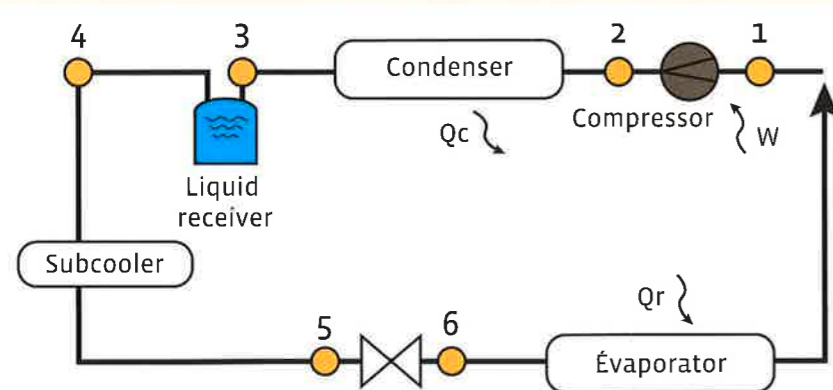 4
3
2
1
Condenser
Compressor
Qc
W
Liquid
receiver
Subcooler
Qr
5
6
Évaporator